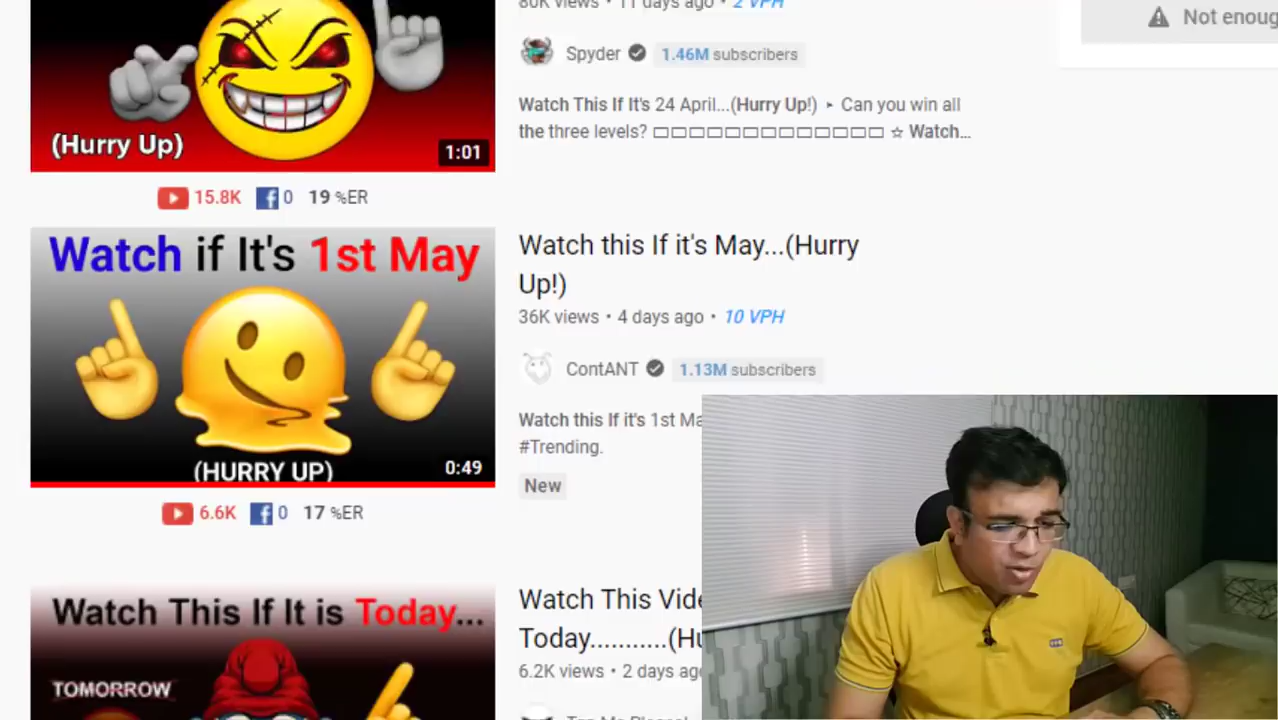 80K views • 11 days ago • 2 VPH
Not enoug
Spyder 1.46M subscribers
Watch This If It's 24 April...(Hurry Up!) ▸ Can you win all
the three levels? □□□□□□□□□□□□□ ☆ Watch...
(Hurry Up)
1:01
15.8K 0 19 %ER
Watch if It's 1st May
(HURRY UP)
0:49
Watch this If it's May...(Hurry
Up!)
36K views • 4 days ago • 10 VPH
ContANT 1.13M subscribers
Watch this If it's 1st Ma
#Trending.
New
6.6K 0 17 %ER
Watch This If It is Today...
TOMORROW
Watch This Vide
Today..........(Hu
6.2K views • 2 days ag